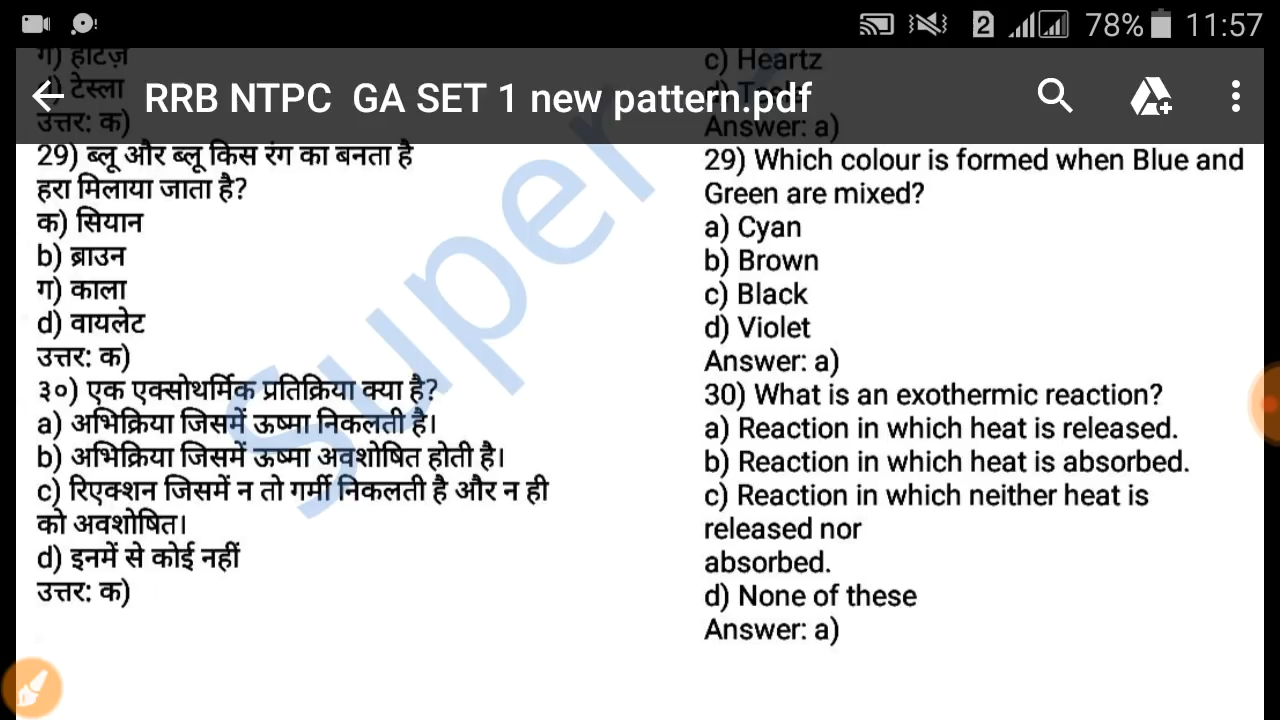 2 78% 11:57
RRB NTPC GA SET 1 new pattern.pdf
ग) हार्टज़
d) टेस्ला
उत्तर: क)
29) ब्लू और ब्लू किस रंग का बनता है
हरा मिलाया जाता है?
क) सियान
b) ब्राउन
ग) काला
d) वायलेट
उत्तर: क)
३०) एक एक्सोथर्मिक प्रतिक्रिया क्या है?
a) अभिक्रिया जिसमें ऊष्मा निकलती है।
b) अभिक्रिया जिसमें ऊष्मा अवशोषित होती है।
c) रिएक्शन जिसमें न तो गर्मी निकलती है और न ही
को अवशोषित।
d) इनमें से कोई नहीं
उत्तर: क)
c) Heartz
Answer: a)
29) Which colour is formed when Blue and
Green are mixed?
a) Cyan
b) Brown
c) Black
d) Violet
Answer: a)
30) What is an exothermic reaction?
a) Reaction in which heat is released.
b) Reaction in which heat is absorbed.
c) Reaction in which neither heat is
released nor
absorbed.
d) None of these
Answer: a)
Super